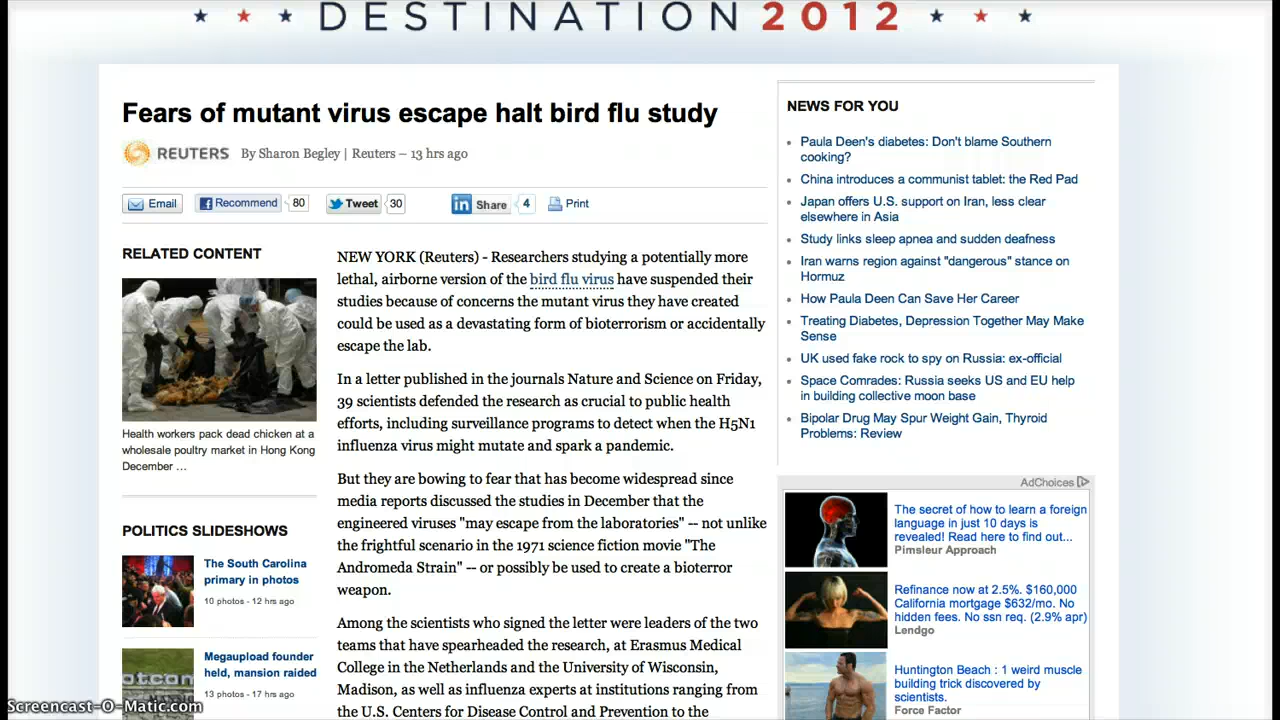 DESTINATION 2012
Fears of mutant virus escape halt bird flu study
REUTERS By Sharon Begley | Reuters – 13 hrs ago
Email Recommend 80 Tweet 30 Share 4 Print
RELATED CONTENT
Health workers pack dead chicken at a
wholesale poultry market in Hong Kong
December ...
POLITICS SLIDESHOWS
The South Carolina
primary in photos
10 photos - 12 hrs ago
Megaupload founder
held, mansion raided
13 photos - 17 hrs ago
NEW YORK (Reuters) - Researchers studying a potentially more
lethal, airborne version of the bird flu virus have suspended their
studies because of concerns the mutant virus they have created
could be used as a devastating form of bioterrorism or accidentally
escape the lab.
In a letter published in the journals Nature and Science on Friday,
39 scientists defended the research as crucial to public health
efforts, including surveillance programs to detect when the H5N1
influenza virus might mutate and spark a pandemic.
But they are bowing to fear that has become widespread since
media reports discussed the studies in December that the
engineered viruses "may escape from the laboratories" -- not unlike
the frightful scenario in the 1971 science fiction movie "The
Andromeda Strain" -- or possibly be used to create a bioterror
weapon.
Among the scientists who signed the letter were leaders of the two
teams that have spearheaded the research, at Erasmus Medical
College in the Netherlands and the University of Wisconsin,
Madison, as well as influenza experts at institutions ranging from
the U.S. Centers for Disease Control and Prevention to the
NEWS FOR YOU
Paula Deen's diabetes: Don't blame Southern
cooking?
China introduces a communist tablet: the Red Pad
Japan offers U.S. support on Iran, less clear
elsewhere in Asia
Study links sleep apnea and sudden deafness
Iran warns region against "dangerous" stance on
Hormuz
How Paula Deen Can Save Her Career
Treating Diabetes, Depression Together May Make
Sense
UK used fake rock to spy on Russia: ex-official
Space Comrades: Russia seeks US and EU help
in building collective moon base
Bipolar Drug May Spur Weight Gain, Thyroid
Problems: Review
AdChoices
The secret of how to learn a foreign
language in just 10 days is
revealed! Read here to find out...
Pimsleur Approach
Refinance now at 2.5%. $160,000
California mortgage $632/mo. No
hidden fees. No ssn req. (2.9% apr)
Lendgo
Huntington Beach : 1 weird muscle
building trick discovered by
scientists.
Force Factor
otcom
Screencast-O-Matic.com